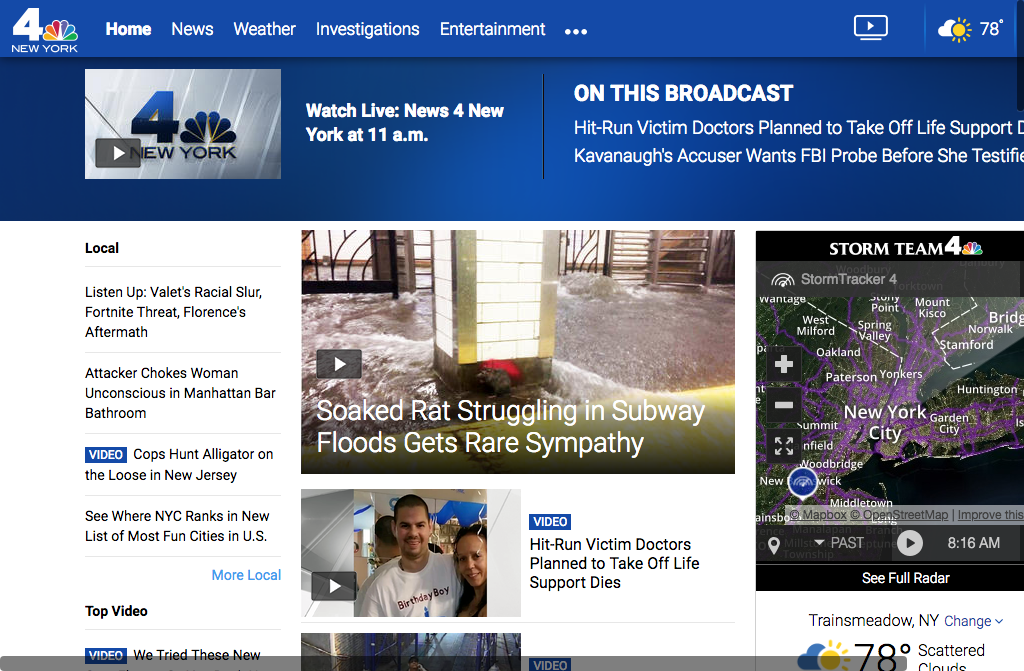 4
NEW YORK
Home News Weather Investigations Entertainment •••
78°
4
NEW YORK
Watch Live: News 4 New
York at 11 a.m.
ON THIS BROADCAST
Hit-Run Victim Doctors Planned to Take Off Life Support D
Kavanaugh's Accuser Wants FBI Probe Before She Testifie
Local
Listen Up: Valet's Racial Slur,
Fortnite Threat, Florence's
Aftermath
Attacker Chokes Woman
Unconscious in Manhattan Bar
Bathroom
VIDEO Cops Hunt Alligator on
the Loose in New Jersey
See Where NYC Ranks in New
List of Most Fun Cities in U.S.
More Local
Top Video
VIDEO We Tried These New
Soaked Rat Struggling in Subway
Floods Gets Rare Sympathy
BirthdayBoy
VIDEO
Hit-Run Victim Doctors
Planned to Take Off Life
Support Dies
VIDEO
STORM TEAM 4
StormTracker 4
Woodbury
Yorktown
Wantage
Stony
Point
Mount
Kisco
Bridg
West
Milford
Spring
Valley
Norwalk
Stamford
Oakland
Paterson
Yonkers
Huntington
New York
City
Garden
City
Is
Summit
nfield
Woodbridge
New
wick
Middletown
Long
© Mapbox © OpenStreetMap | Improve this
Township
PAST
8:16 AM
See Full Radar
Trainsmeadow, NY Change
78° Scattered
Clouds